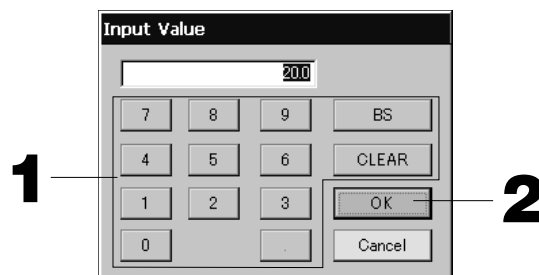 Input Value
20.0
7 8 9 BS
4 5 6 CLEAR
1 2 3 OK
0 . Cancel
1
2